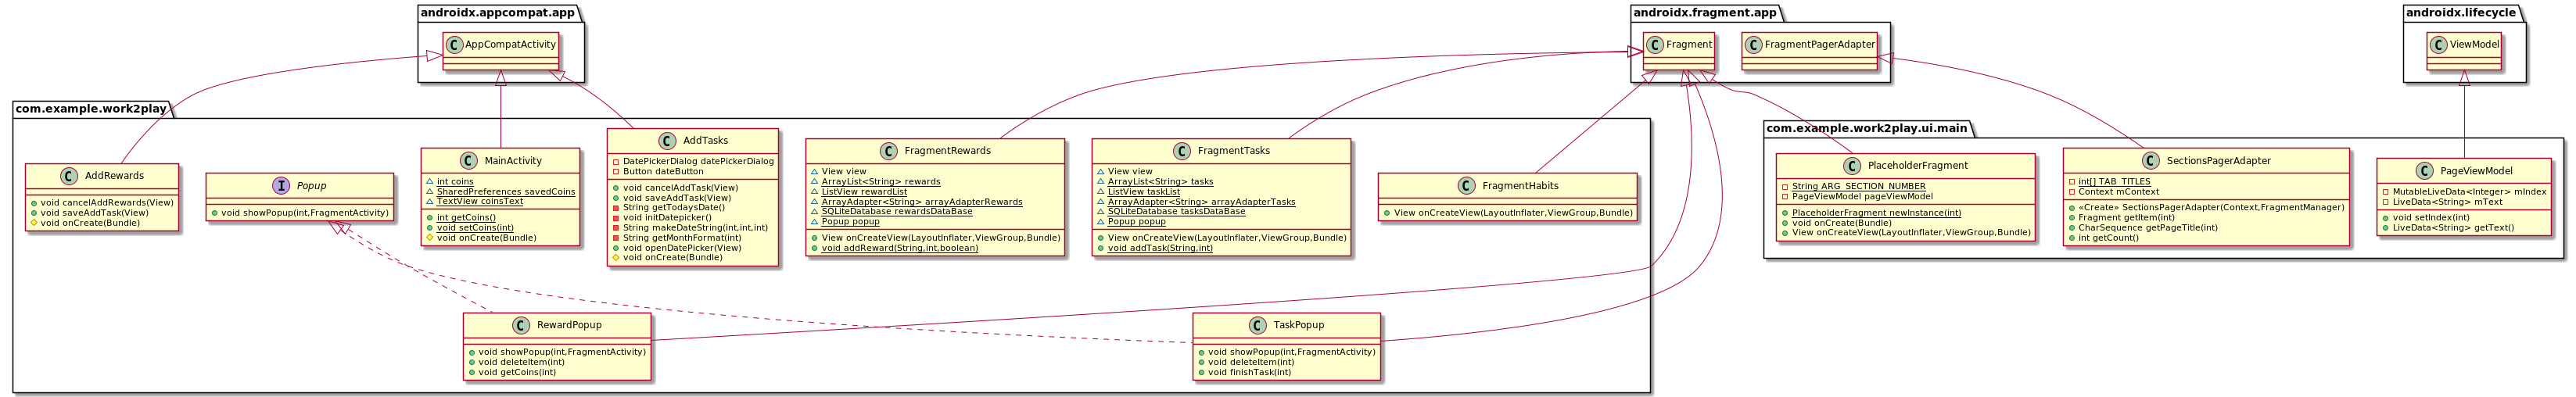 androidx.appcompat.app
C AppCompatActivity
androidx.fragment.app
C Fragment
C FragmentPagerAdapter
androidx.lifecycle
C ViewModel
com.example.work2play
C AddRewards
void cancelAddRewards(View)
void saveAddTask(View)
void onCreate(Bundle)
I Popup
void showPopup(int,FragmentActivity)
C MainActivity
int coins
SharedPreferences savedCoins
TextView coinsText
int getCoins()
void setCoins(int)
void onCreate(Bundle)
C AddTasks
DatePickerDialog datePickerDialog
Button dateButton
void cancelAddTask(View)
void saveAddTask(View)
String getTodaysDate()
void initDatepicker()
String makeDateString(int,int,int)
String getMonthFormat(int)
void openDatePicker(View)
void onCreate(Bundle)
C FragmentRewards
View view
ArrayList<String> rewards
ListView rewardList
ArrayAdapter<String> arrayAdapterRewards
SQLiteDatabase rewardsDataBase
Popup popup
View onCreateView(LayoutInflater,ViewGroup,Bundle)
void addReward(String,int,boolean)
C FragmentTasks
View view
ArrayList<String> tasks
ListView taskList
ArrayAdapter<String> arrayAdapterTasks
SQLiteDatabase tasksDataBase
Popup popup
View onCreateView(LayoutInflater,ViewGroup,Bundle)
void addTask(String,int)
C FragmentHabits
View onCreateView(LayoutInflater,ViewGroup,Bundle)
C RewardPopup
void showPopup(int,FragmentActivity)
void deleteItem(int)
void getCoins(int)
C TaskPopup
void showPopup(int,FragmentActivity)
void deleteItem(int)
void finishTask(int)
com.example.work2play.ui.main
C PlaceholderFragment
String ARG_SECTION_NUMBER
PageViewModel pageViewModel
PlaceholderFragment newInstance(int)
void onCreate(Bundle)
View onCreateView(LayoutInflater,ViewGroup,Bundle)
C SectionsPagerAdapter
int[] TAB_TITLES
Context mContext
«Create» SectionsPagerAdapter(Context,FragmentManager)
Fragment getItem(int)
CharSequence getPageTitle(int)
int getCount()
C PageViewModel
MutableLiveData<Integer> mIndex
LiveData<String> mText
void setIndex(int)
LiveData<String> getText()